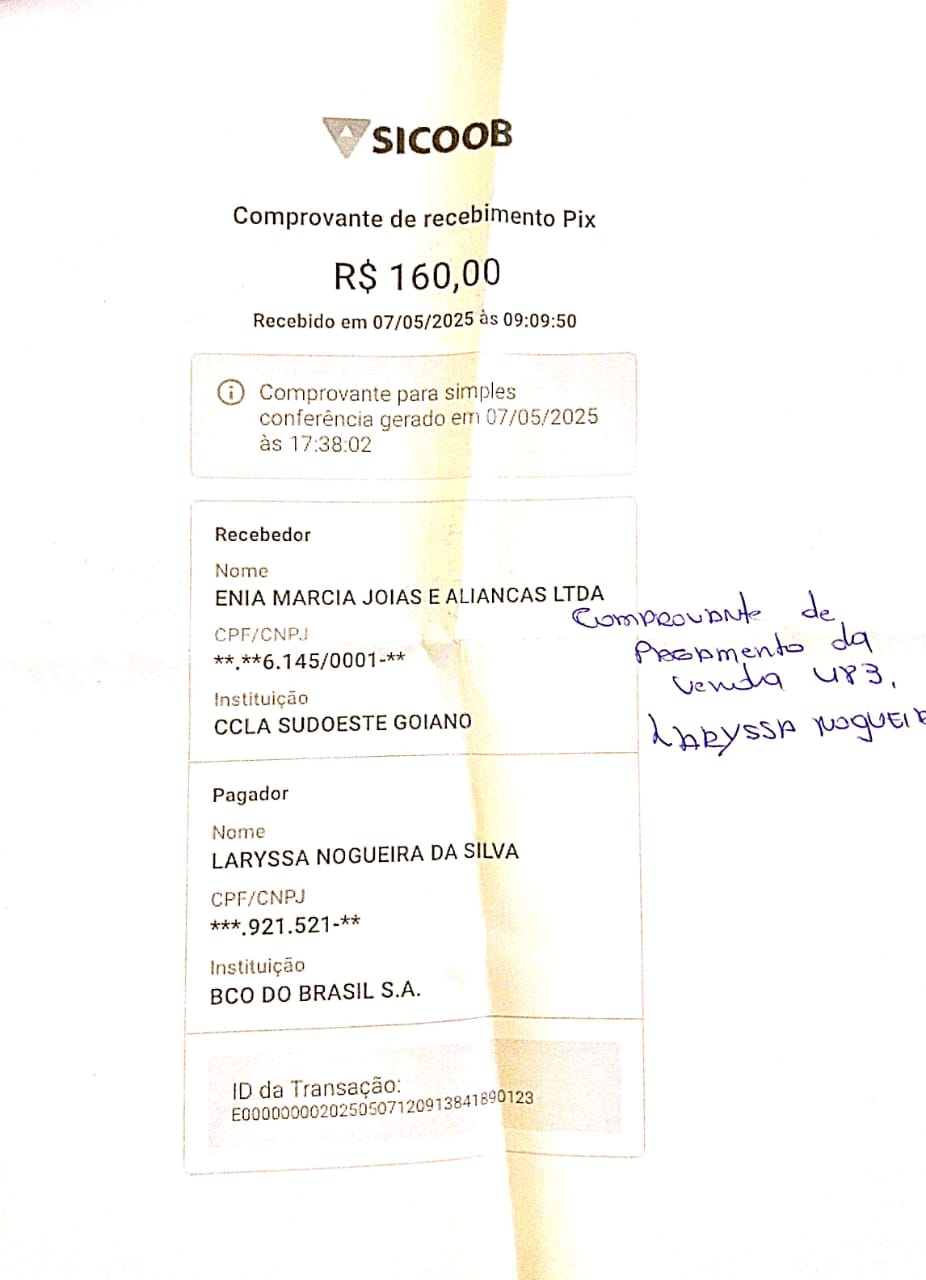 SICOOB
Comprovante de recebimento Pix
R$ 160,00
Recebido em 07/05/2025 às 09:09:50
Comprovante para simples
conferência gerado em 07/05/2025
às 17:38:02
Recebedor
Nome
ENIA MARCIA JOIAS E ALIANCAS LTDA
CPF/CNPJ
**.**6.145/0001-**
Instituição
CCLA SUDOESTE GOIANO
Comprovante de
Pagamento da
Venda 483.
Laryssa
Pagador
Nome
LARYSSA NOGUEIRA DA SILVA
CPF/CNPJ
***.921.521-**
Instituição
BCO DO BRASIL S.A.
ID da Transação:
E0000000020250507120913841890123